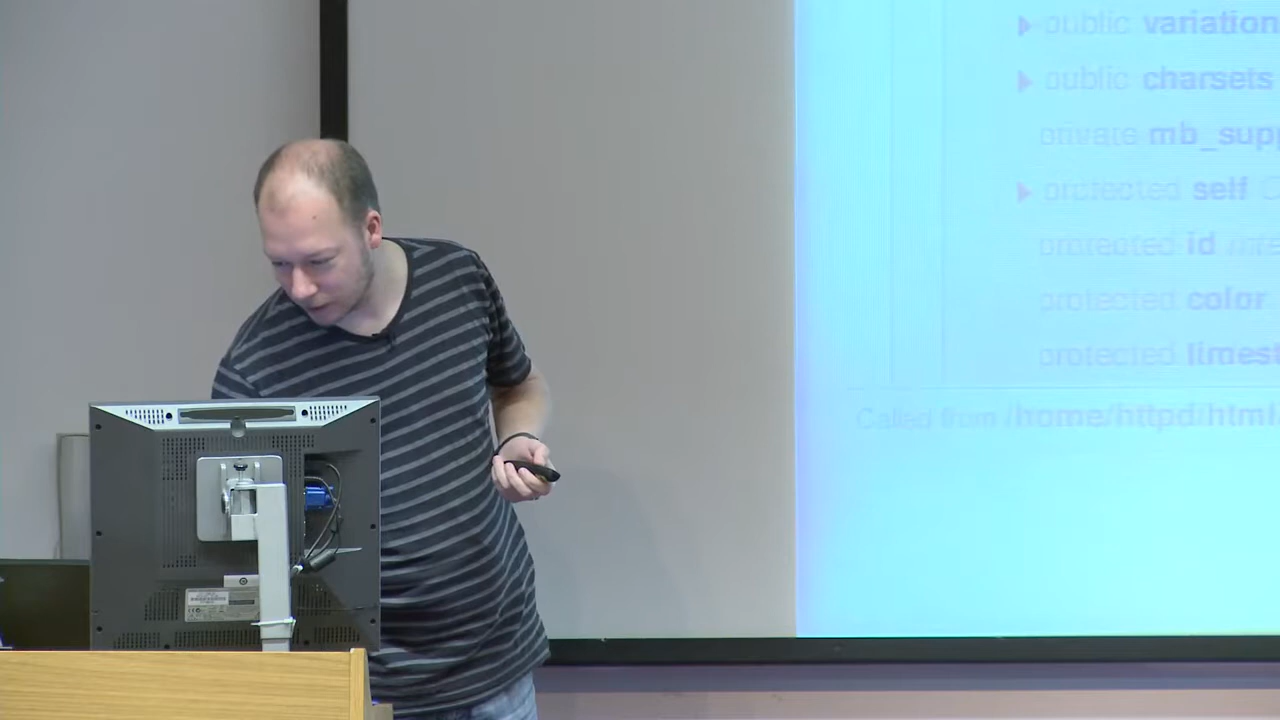 public variation
public charsets
private mb_supp
protected self
protected id
protected color
protected limest
Called from /home/httpd/html